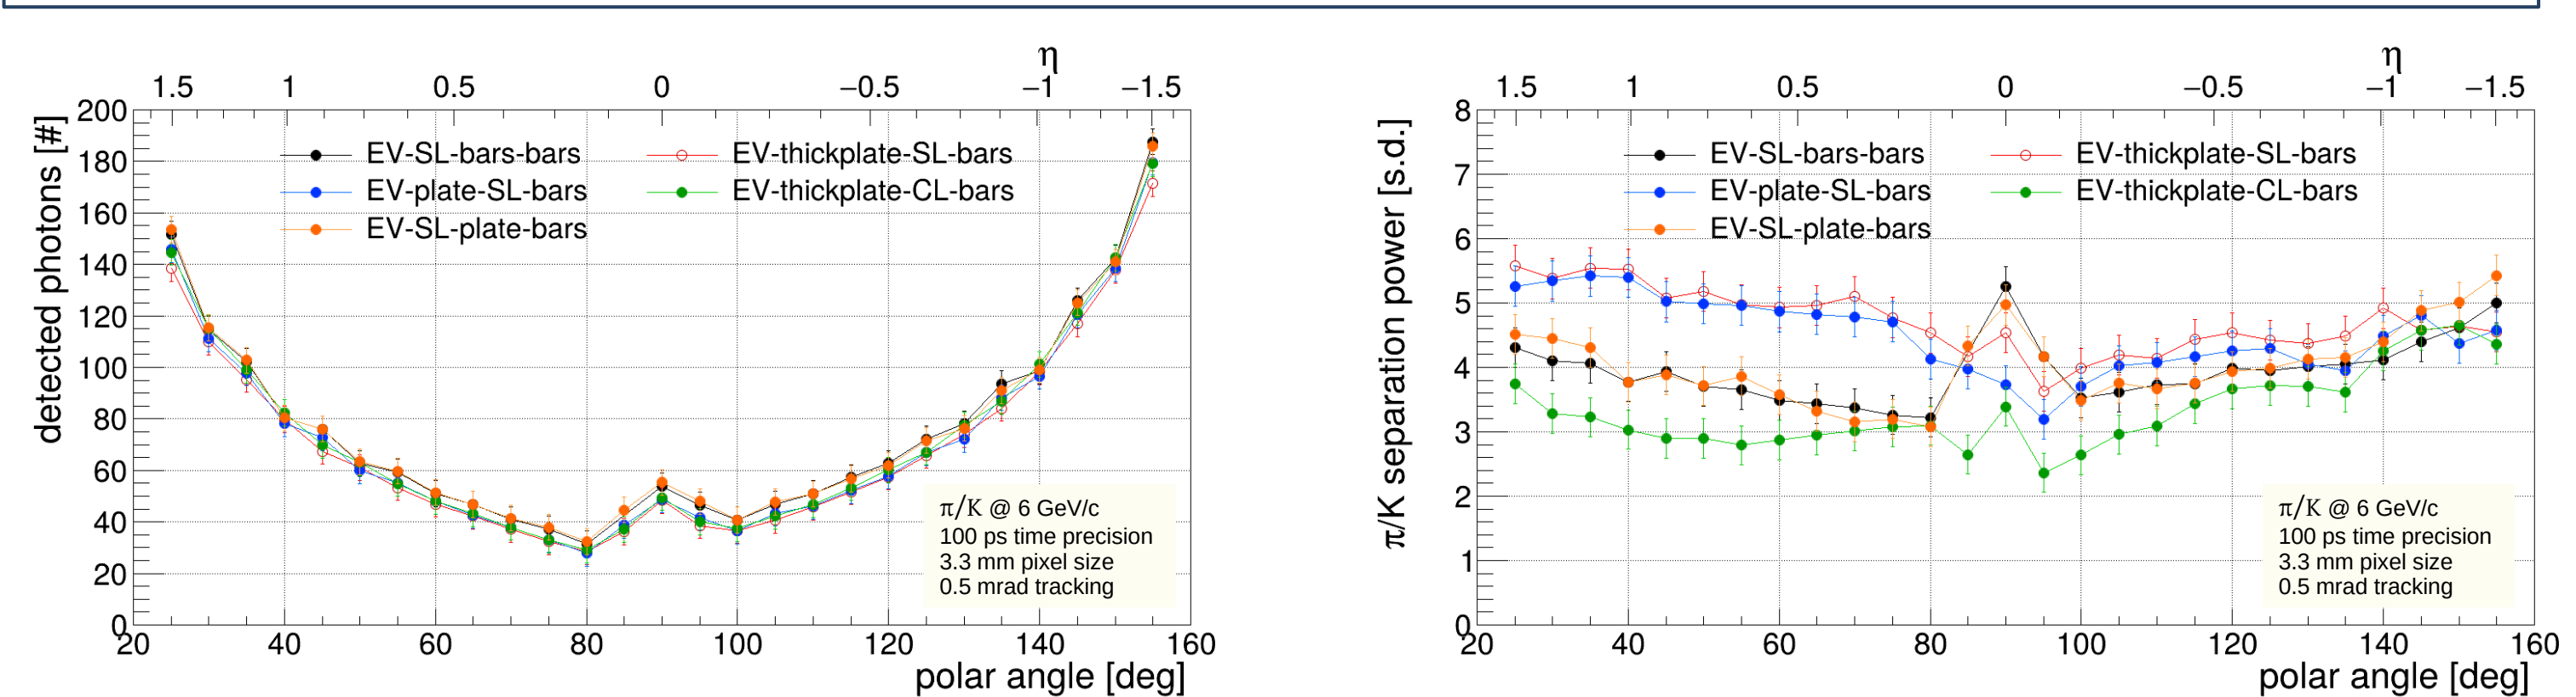 η
1.5 1 0.5 0 −0.5 −1 −1.5
200
180
160
140
120
100
80
60
40
20
0
detected photons [#]
EV-SL-bars-bars
EV-plate-SL-bars
EV-SL-plate-bars
EV-thickplate-SL-bars
EV-thickplate-CL-bars
π/K @ 6 GeV/c
100 ps time precision
3.3 mm pixel size
0.5 mrad tracking
20 40 60 80 100 120 140 160
polar angle [deg]
η
1.5 1 0.5 0 −0.5 −1 −1.5
8
7
6
5
4
3
2
1
0
π/K separation power [s.d.]
EV-SL-bars-bars
EV-plate-SL-bars
EV-SL-plate-bars
EV-thickplate-SL-bars
EV-thickplate-CL-bars
π/K @ 6 GeV/c
100 ps time precision
3.3 mm pixel size
0.5 mrad tracking
20 40 60 80 100 120 140 160
polar angle [deg]